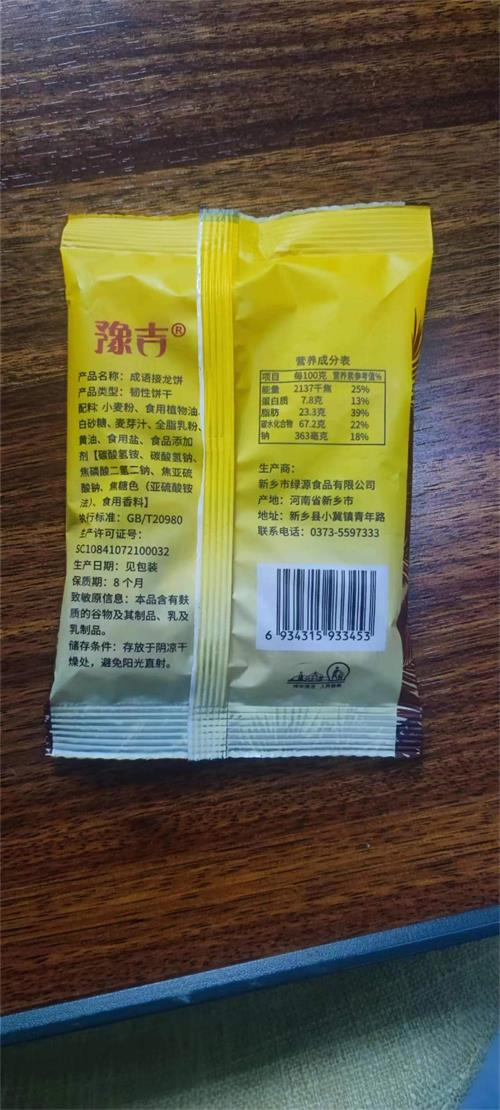 豫吉®
产品名称：成语接龙饼
产品类型：韧性饼干
配料：小麦粉、食用植物油、
白砂糖、麦芽汁、全脂乳粉、
黄油、食用盐、食品添加
剂【碳酸氢铵、碳酸氢钠、
焦磷酸二氢二钠、焦亚硫
酸钠、焦糖色（亚硫酸铵
法）、食用香料】
执行标准：GB/T20980
生产许可证号：
SC10841072100032
生产日期：见包装
保质期：8个月
致敏原信息：本品含有麸
质的谷物及其制品、乳及
乳制品。
储存条件：存放于阴凉干
燥处，避免阳光直射。
营养成分表
项目 每100克 营养素参考值%
能量 2137千焦 25%
蛋白质 7.8克 13%
脂肪 23.3克 39%
碳水化合物 67.2克 22%
钠 363毫克 18%
生产商：
新乡市绿源食品有限公司
产地：河南省新乡市
地址：新乡县小冀镇青年路
联系电话：0373-5597333
6 934315 933453